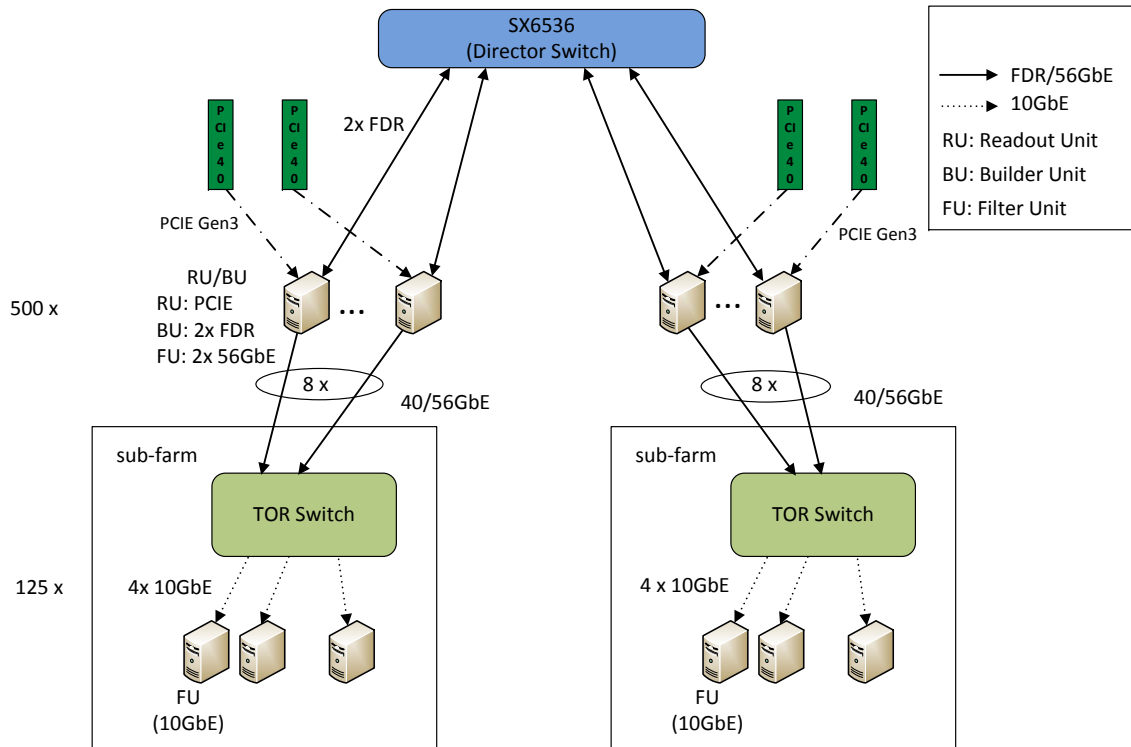 SX6536
(Director Switch)
FDR/56GbE
10GbE
RU: Readout Unit
BU: Builder Unit
FU: Filter Unit
PCIe40
PCIe40
2x FDR
PCIe40
PCIe40
PCIE Gen3
PCIE Gen3
500 x
RU/BU
RU: PCIE
BU: 2x FDR
FU: 2x 56GbE
...
...
8 x
40/56GbE
8 x
40/56GbE
sub-farm
TOR Switch
sub-farm
TOR Switch
125 x
4x 10GbE
FU
(10GbE)
4 x 10GbE
FU
(10GbE)